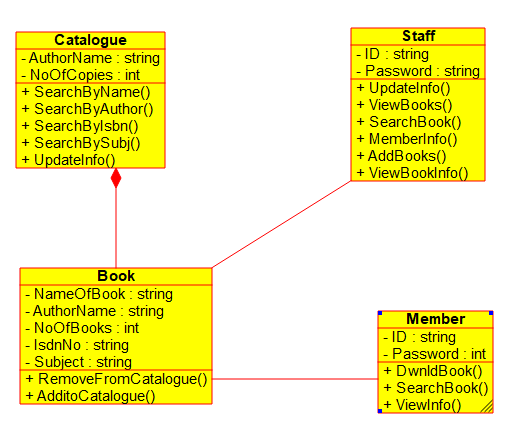 Catalogue
- AuthorName : string
- NoOfCopies : int
+ SearchByName()
+ SearchByAuthor()
+ SearchByIsbn()
+ SearchBySubj()
+ UpdateInfo()
Staff
- ID : string
- Password : string
+ UpdateInfo()
+ ViewBooks()
+ SearchBook()
+ MemberInfo()
+ AddBooks()
+ ViewBookInfo()
Book
- NameOfBook : string
- AuthorName : string
- NoOfBooks : int
- IsdnNo : string
- Subject : string
+ RemoveFromCatalogue()
+ AdditoCatalogue()
Member
- ID : string
- Password : int
+ DwnldBook()
+ SearchBook()
+ ViewInfo()